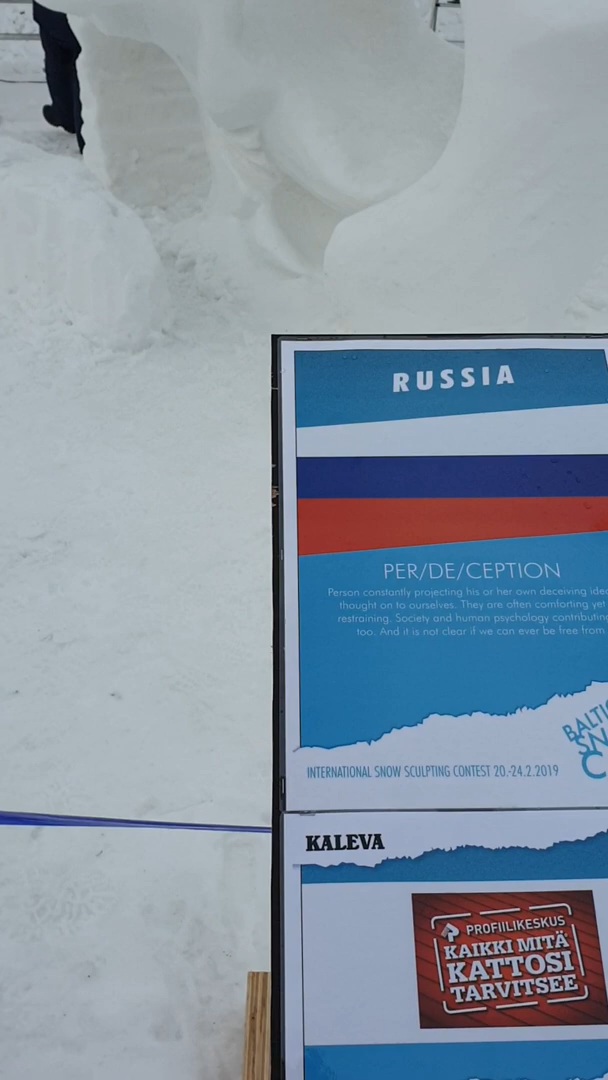 RUSSIA
PER/DE/CEPTION
Person constantly projecting his or her own deceiving
thought on to ourselves. They are often comforting yet
restraining. Society and human psychology
too. And it is not clear if we can ever be free from
INTERNATIONAL SNOW SCULPTING CONTEST 20.-24.2.2019
KALEVA
PROFIILIKESKUS
KAIKKI MITÄ
KATTOSI
TARVITSEE